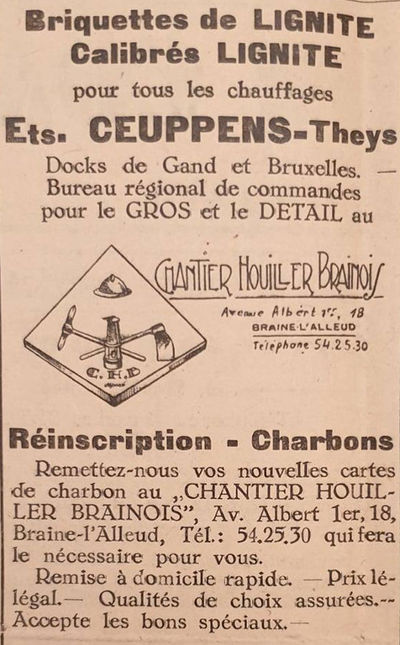 Briquettes de LIGNITE
Calibrés LIGNITE
pour tous les chauffages
Ets. CEUPPENS-Theys
Docks de Gand et Bruxelles. —
Bureau régional de commandes
pour le GROS et le DETAIL au
CHANTIER HOUILLER BRAINOIS
Avenue Albert 1er, 18
BRAINE-L'ALLEUD
Téléphone 54.25.30
C.H.B
Réinscription - Charbons
Remettez-nous vos nouvelles cartes
de charbon au „CHANTIER HOUIL-
LER BRAINOIS”, Av. Albert 1er, 18,
Braine-l'Alleud, Tél.: 54.25.30 qui fera
le nécessaire pour vous.
Remise à domicile rapide. — Prix lé-
légal.— Qualités de choix assurées.--
Accepte les bons spéciaux.—